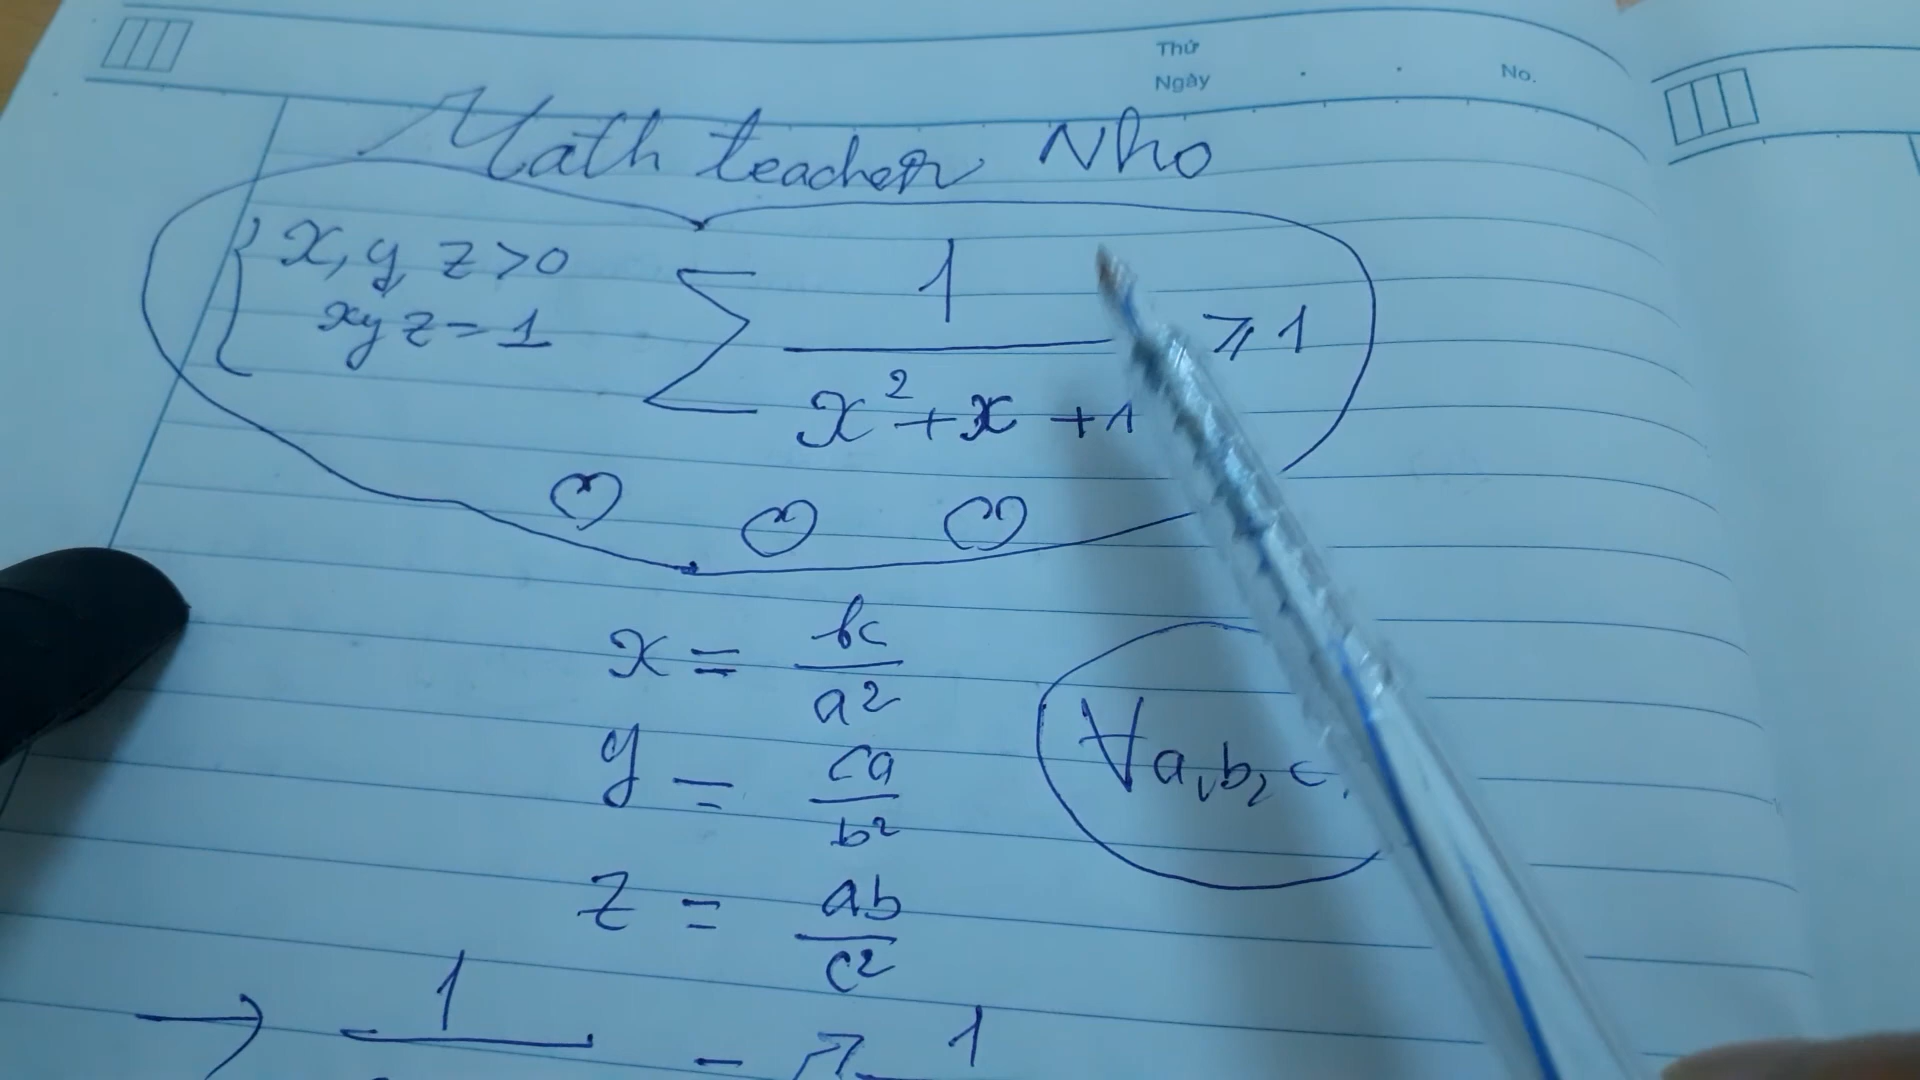 Thứ
Ngày
No.
Math teacher Nho
x, y, z > 0
xyz = 1
∑ 1 / (x² + x + 1) ≥ 1
x = bc / a²
y = ca / b²
∀ a, b, c
z = ab / c²
→ 1
= 1